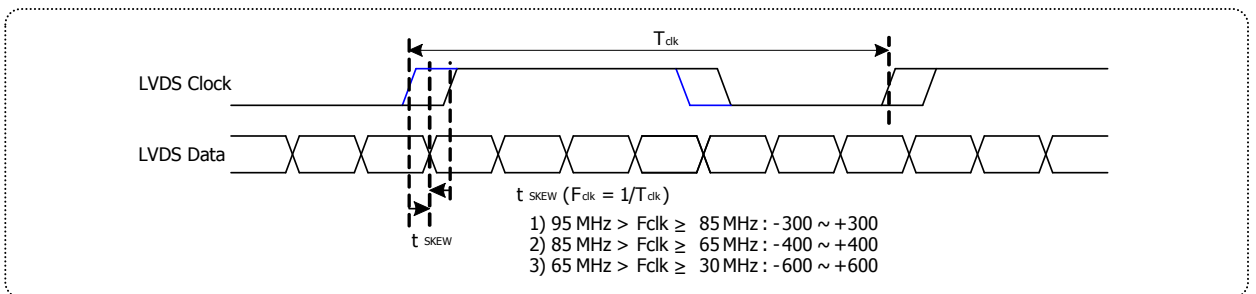 Tclk
LVDS Clock
LVDS Data
t SKEW (Fclk = 1/Tclk)
1) 95 MHz > Fclk ≥ 85 MHz : -300 ~ +300
t SKEW
2) 85 MHz > Fclk ≥ 65 MHz : -400 ~ +400
3) 65 MHz > Fclk ≥ 30 MHz : -600 ~ +600